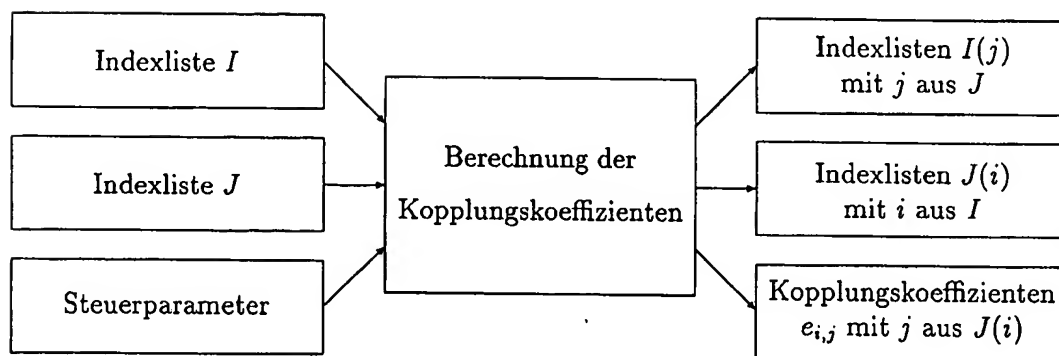 Indexliste I
Indexliste J
Steuerparameter
Berechnung der
Kopplungskoeffizienten
Indexlisten I(j)
mit j aus J
Indexlisten J(i)
mit i aus I
Kopplungskoeffizienten
e_{i,j} mit j aus J(i)